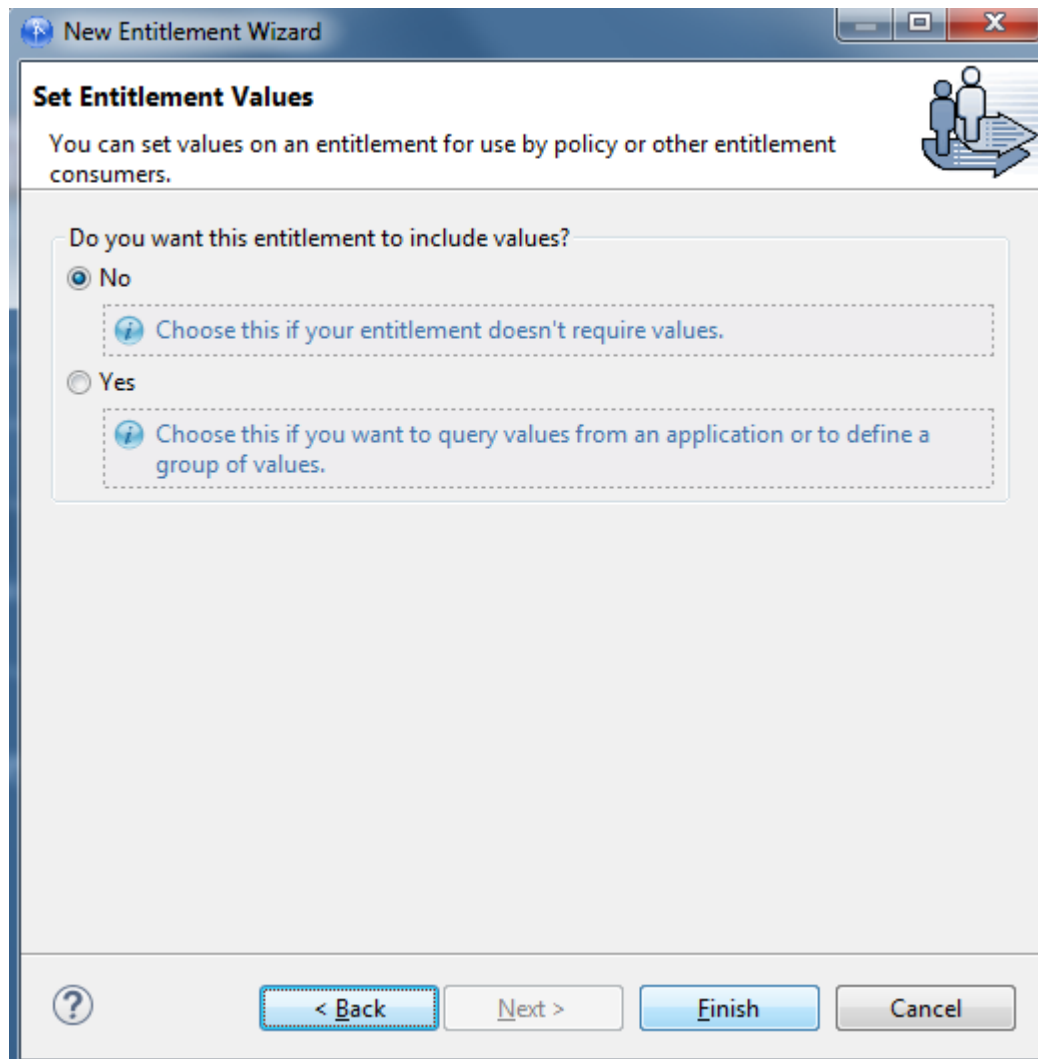 New Entitlement Wizard
Set Entitlement Values
You can set values on an entitlement for use by policy or other entitlement
consumers.
Do you want this entitlement to include values?
No
Choose this if your entitlement doesn't require values.
Yes
Choose this if you want to query values from an application or to define a
group of values.
< Back
Next >
Finish
Cancel